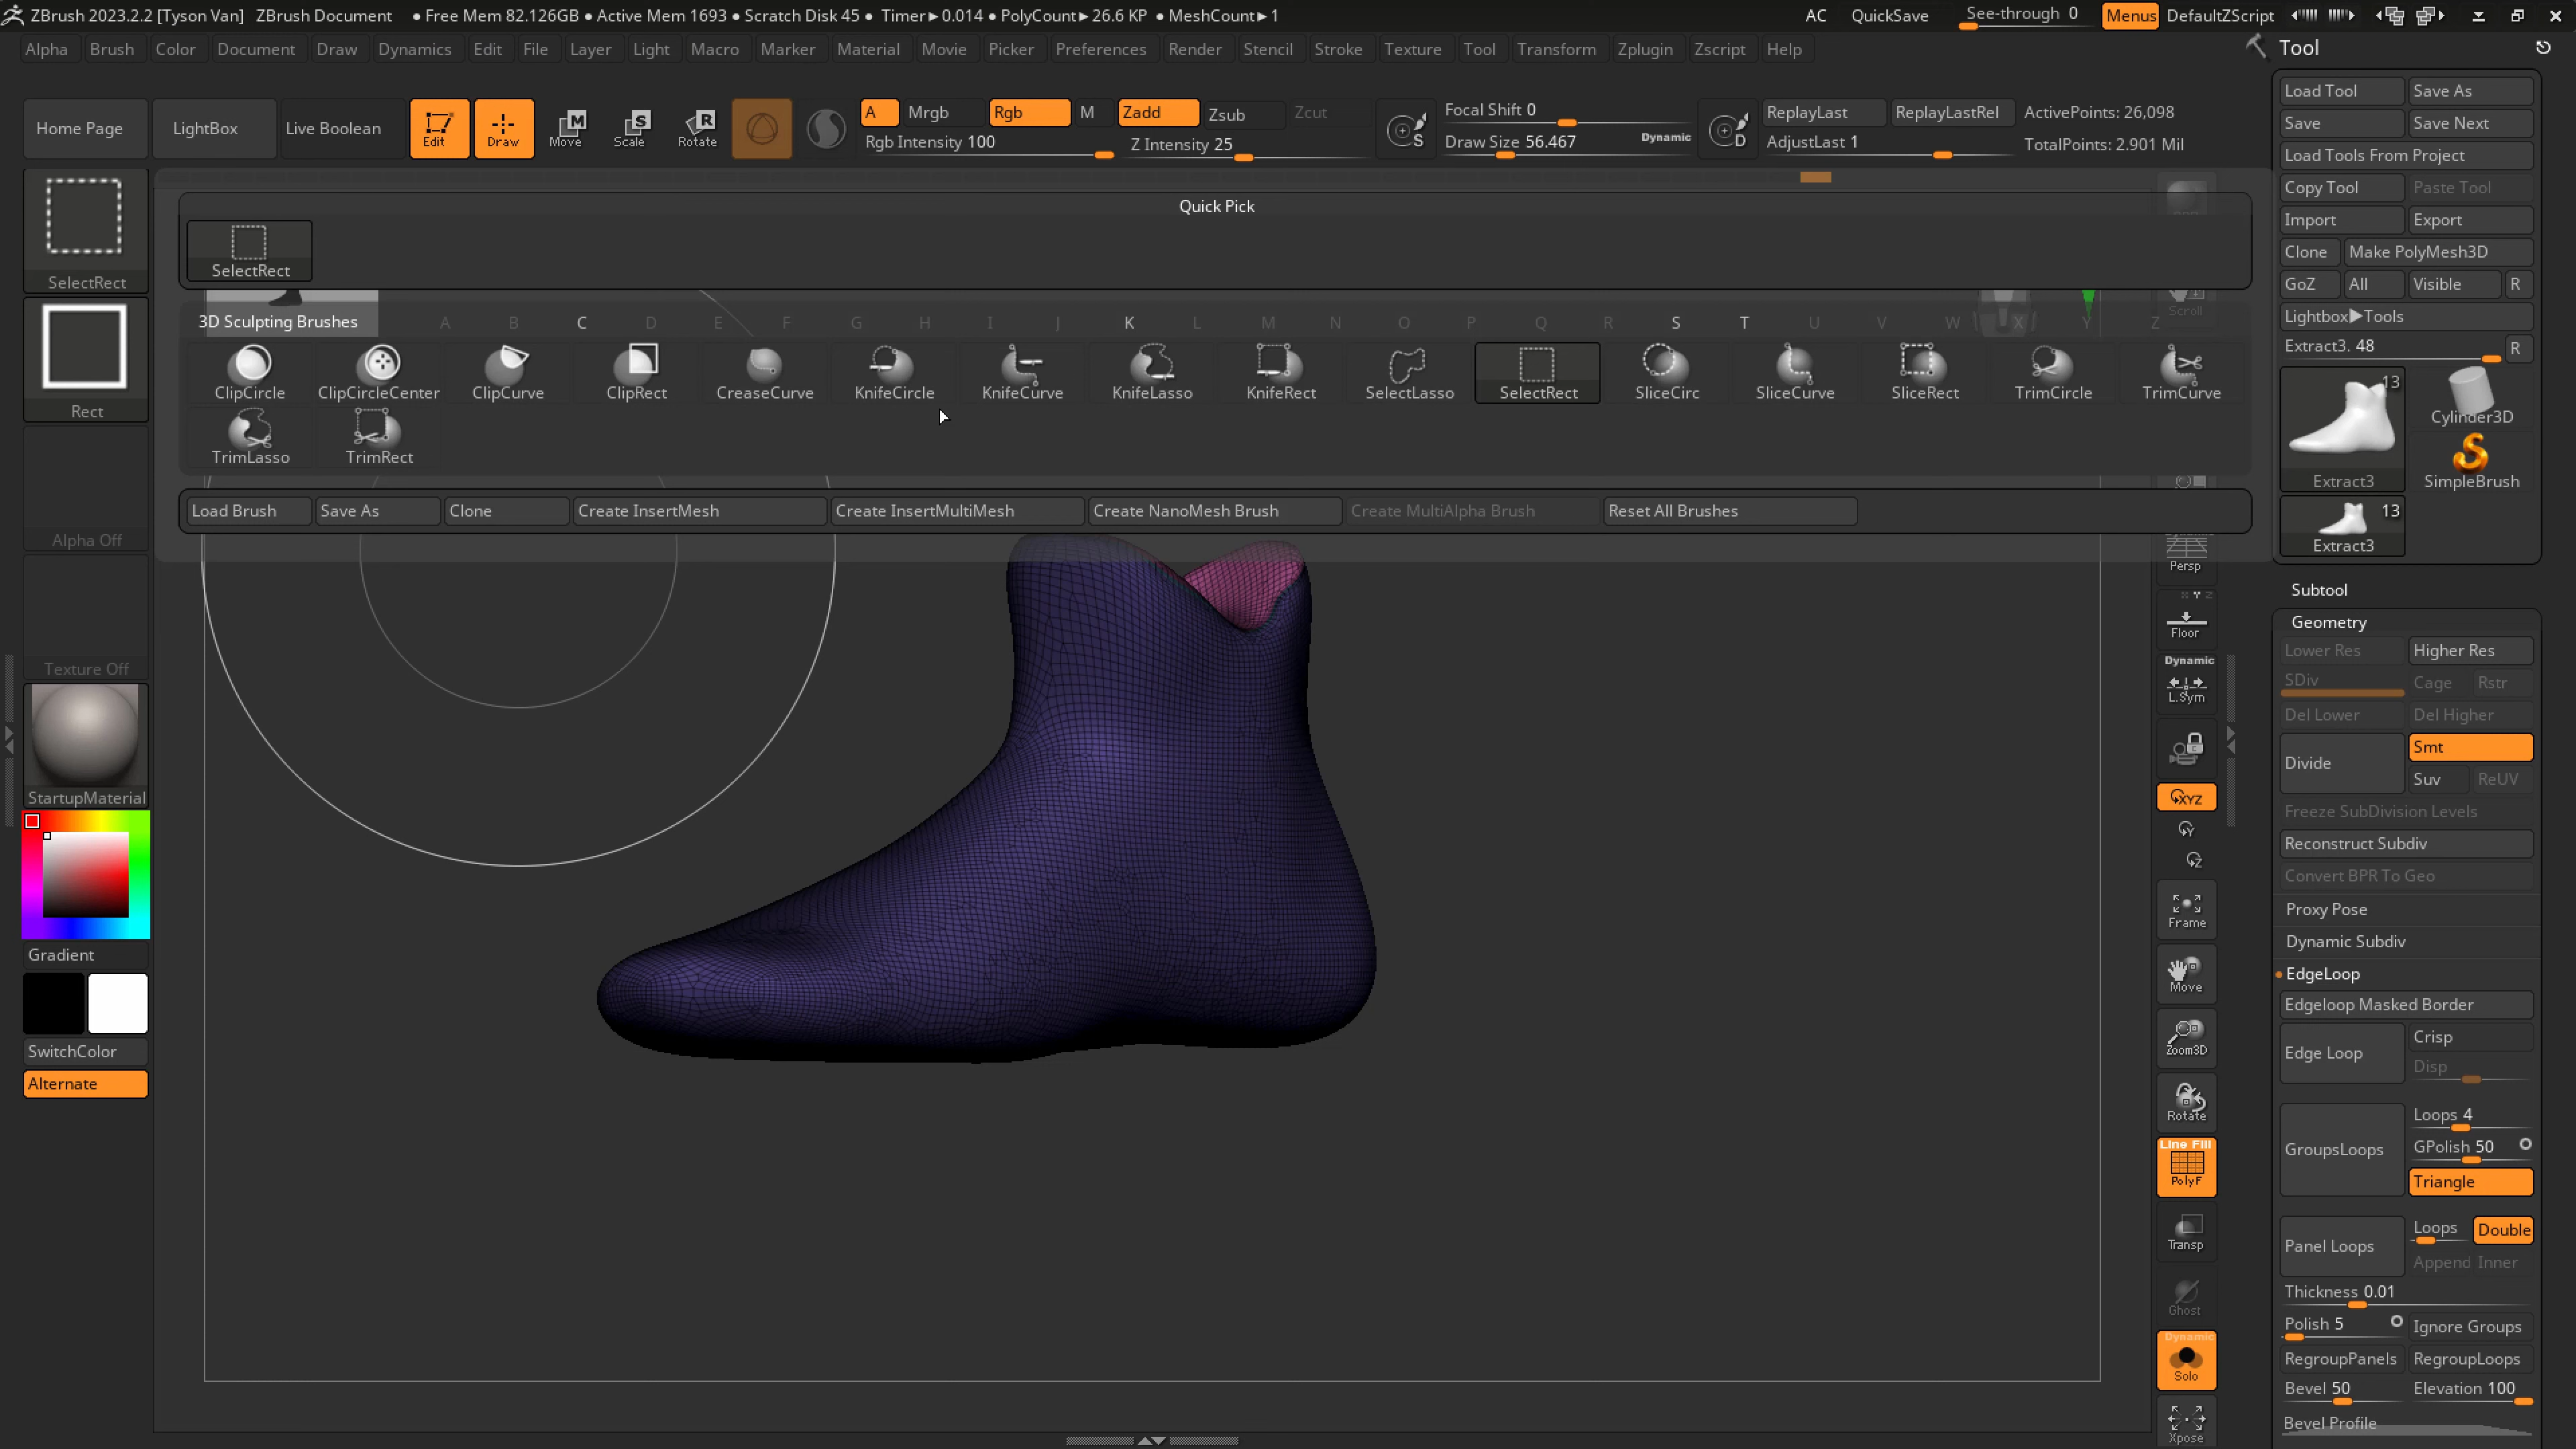 ZBrush 2023.2.2 [Tyson Van] ZBrush Document • Free Mem 82.126GB • Active Mem 1693 • Scratch Disk 45 • Timer▶0.014 • PolyCount▶26.6 KP • MeshCount▶1 AC QuickSave See-through 0 Menus DefaultZScript
Alpha Brush Color Document Draw Dynamics Edit File Layer Light Macro Marker Material Movie Picker Preferences Render Stencil Stroke Texture Tool Transform Zplugin Zscript Help
Home Page LightBox Live Boolean Edit Draw Move Scale Rotate
M S R
A Mrgb Rgb M Zadd Zsub Zcut
Rgb Intensity 100 Z Intensity 25
S Focal Shift 0
Draw Size 56.467 Dynamic
D ReplayLast ReplayLastRel ActivePoints: 26,098
AdjustLast 1 TotalPoints: 2.901 Mil
SelectRect
Rect
Alpha Off
Texture Off
StartupMaterial
Gradient
SwitchColor
Alternate
Quick Pick
SelectRect
3D Sculpting Brushes A B C D E F G H I J K L M N O P Q R S T U V W X Y Z
ClipCircle ClipCircleCenter ClipCurve ClipRect CreaseCurve KnifeCircle KnifeCurve KnifeLasso KnifeRect SelectLasso SelectRect SliceCirc SliceCurve SliceRect TrimCircle TrimCurve
TrimLasso TrimRect
Load Brush Save As Clone Create InsertMesh Create InsertMultiMesh Create NanoMesh Brush Create MultiAlpha Brush Reset All Brushes
Scroll
Persp
Floor
Dynamic
L.Sym
XYZ
Y
Z
Frame
Move
Zoom3D
Rotate
Line Fill
PolyF
Transp
Ghost
Dynamic
Solo
Xpose
Tool
Load Tool Save As
Save Save Next
Load Tools From Project
Copy Tool Paste Tool
Import Export
Clone Make PolyMesh3D
GoZ All Visible R
Lightbox▶Tools
Extract3. 48 R
13
Extract3 Cylinder3D
SimpleBrush
13
Extract3
Subtool
Geometry
Lower Res Higher Res
SDiv Cage Rstr
Del Lower Del Higher
Divide Smt
Suv ReUV
Freeze SubDivision Levels
Reconstruct Subdiv
Convert BPR To Geo
Proxy Pose
Dynamic Subdiv
EdgeLoop
Edgeloop Masked Border
Edge Loop Crisp
Disp
GroupsLoops Loops 4
GPolish 50
Triangle
Panel Loops Loops Double
Append Inner
Thickness 0.01
Polish 5 Ignore Groups
RegroupPanels RegroupLoops
Bevel 50 Elevation 100
Bevel Profile